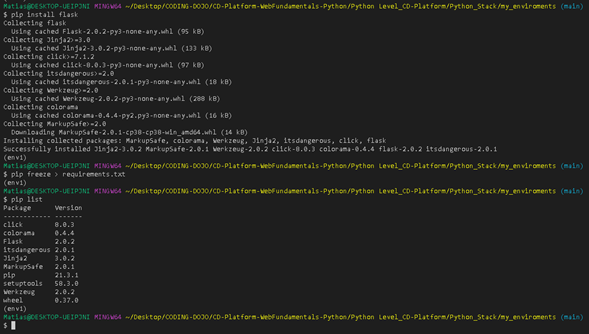 Matias@DESKTOP-UEIPJNI MINGW64 ~/Desktop/CODING-DOJO/CD-Platform-WebFundamentals-Python/Python Level_CD-Platform/Python_Stack/my_enviroments (main)
$ pip install flask
Collecting flask
  Using cached Flask-2.0.2-py3-none-any.whl (95 kB)
Collecting Jinja2>=3.0
  Using cached Jinja2-3.0.2-py3-none-any.whl (133 kB)
Collecting click>=7.1.2
  Using cached click-8.0.3-py3-none-any.whl (97 kB)
Collecting itsdangerous>=2.0
  Using cached itsdangerous-2.0.1-py3-none-any.whl (18 kB)
Collecting Werkzeug>=2.0
  Using cached Werkzeug-2.0.2-py3-none-any.whl (288 kB)
Collecting colorama
  Using cached colorama-0.4.4-py2.py3-none-any.whl (16 kB)
Collecting MarkupSafe>=2.0
  Downloading MarkupSafe-2.0.1-cp38-cp38-win_amd64.whl (14 kB)
Installing collected packages: MarkupSafe, colorama, Werkzeug, Jinja2, itsdangerous, click, flask
Successfully installed Jinja2-3.0.2 MarkupSafe-2.0.1 Werkzeug-2.0.2 click-8.0.3 colorama-0.4.4 flask-2.0.2 itsdangerous-2.0.1
(env1)
Matias@DESKTOP-UEIPJNI MINGW64 ~/Desktop/CODING-DOJO/CD-Platform-WebFundamentals-Python/Python Level_CD-Platform/Python_Stack/my_enviroments (main)
$ pip freeze > requirements.txt
(env1)
Matias@DESKTOP-UEIPJNI MINGW64 ~/Desktop/CODING-DOJO/CD-Platform-WebFundamentals-Python/Python Level_CD-Platform/Python_Stack/my_enviroments (main)
$ pip list
Package      Version
------------ -------
click        8.0.3
colorama     0.4.4
Flask        2.0.2
itsdangerous 2.0.1
Jinja2       3.0.2
MarkupSafe   2.0.1
pip          21.3.1
setuptools   58.3.0
Werkzeug     2.0.2
wheel        0.37.0
(env1)
Matias@DESKTOP-UEIPJNI MINGW64 ~/Desktop/CODING-DOJO/CD-Platform-WebFundamentals-Python/Python Level_CD-Platform/Python_Stack/my_enviroments (main)
$